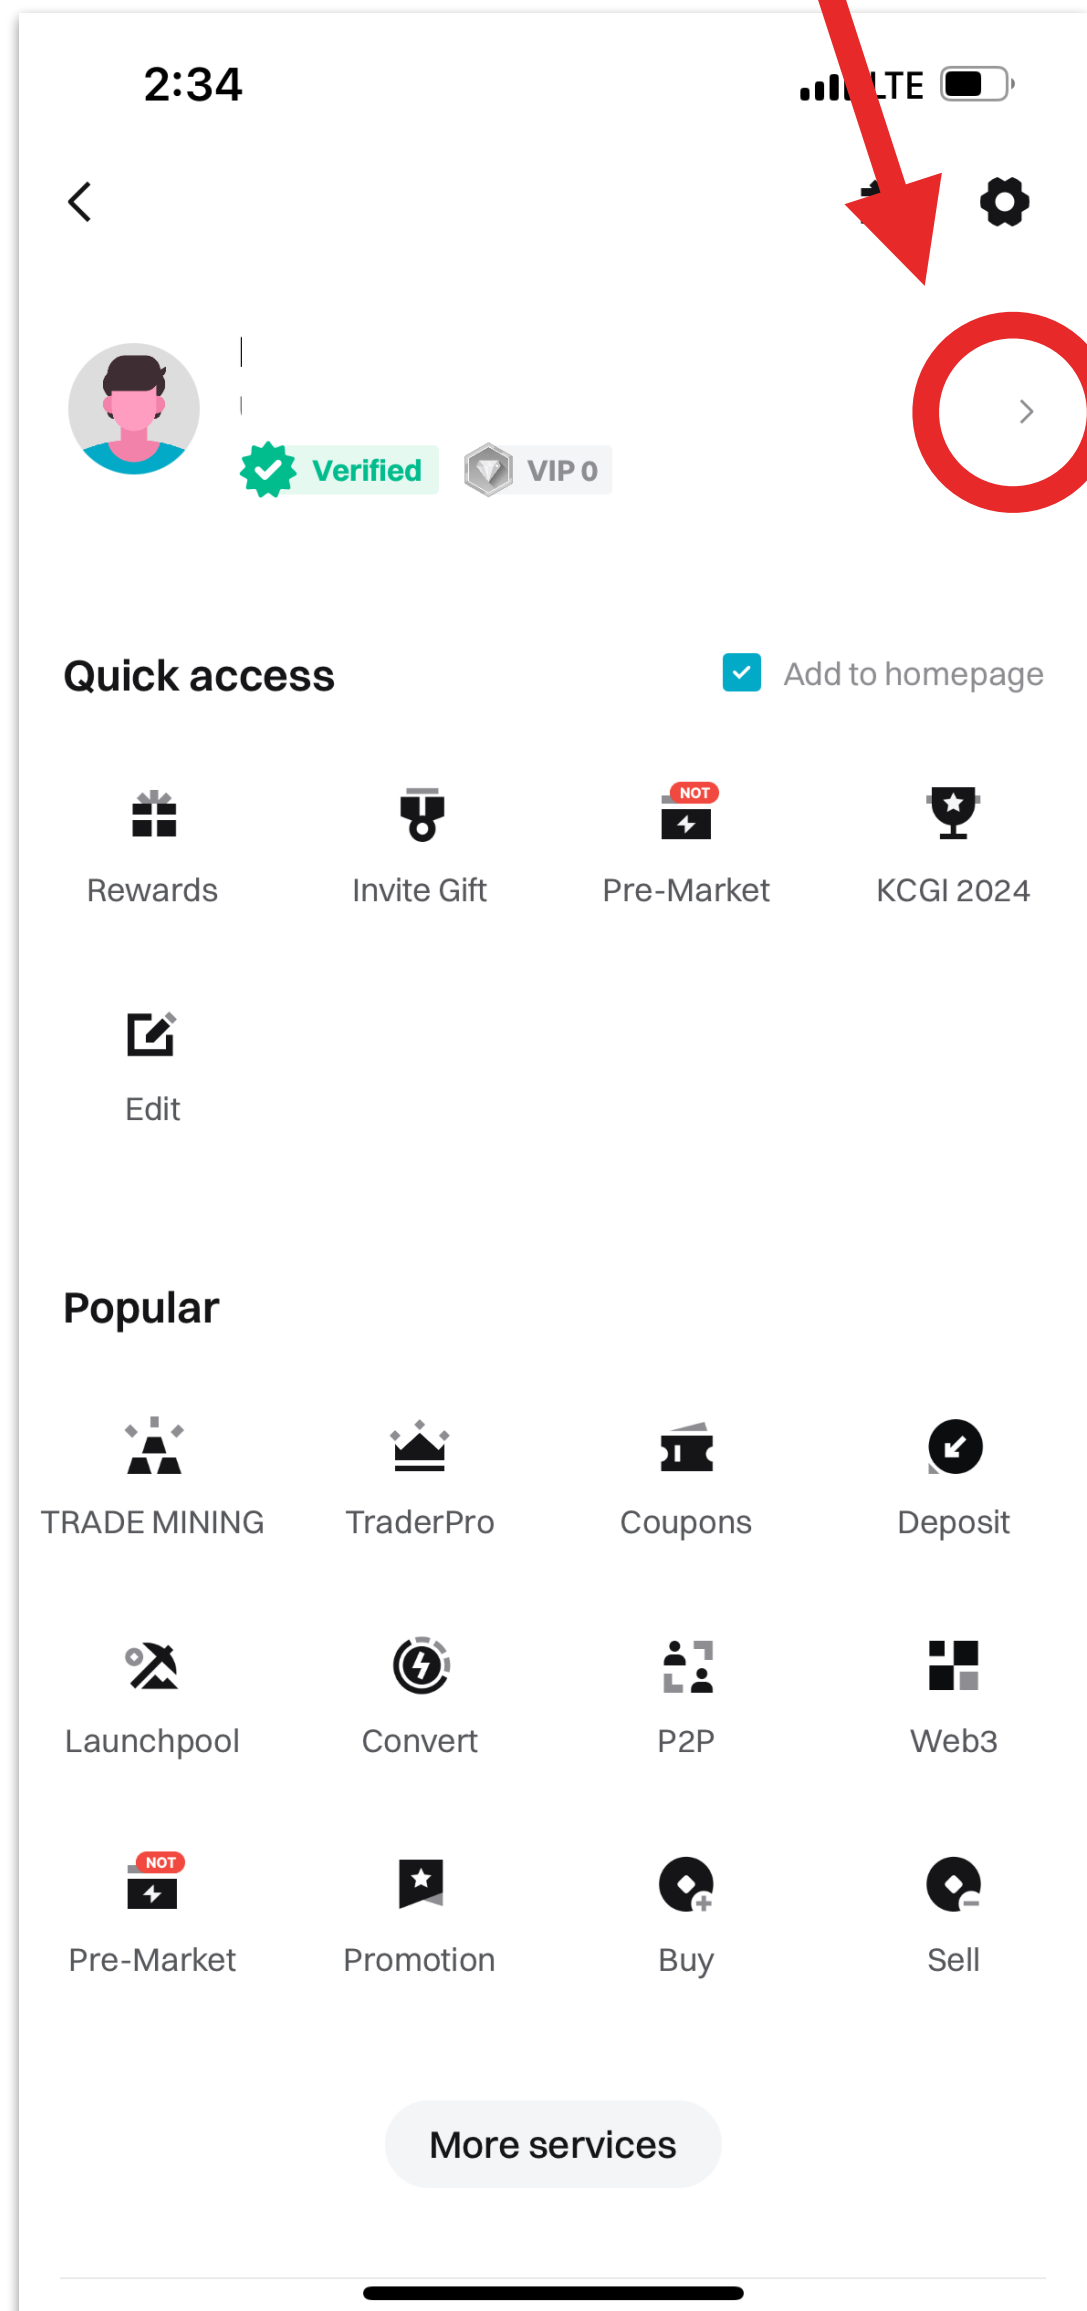 2:34 LTE
Verified VIP 0
Quick access Add to homepage
NOT
Rewards Invite Gift Pre-Market KCGI 2024
Edit
Popular
TRADE MINING TraderPro Coupons Deposit
Launchpool Convert P2P Web3
NOT
Pre-Market Promotion Buy Sell
More services